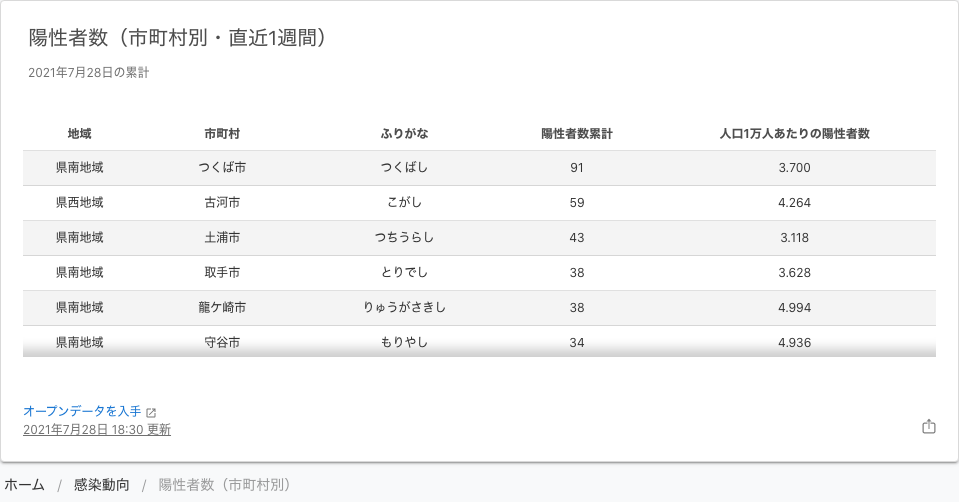 陽性者数（市町村別・直近1週間）
2021年7月28日の累計
地域 市町村 ふりがな 陽性者数累計 人口1万人あたりの陽性者数
県南地域 つくば市 つくばし 91 3.700
県西地域 古河市 こがし 59 4.264
県南地域 土浦市 つちうらし 43 3.118
県南地域 取手市 とりでし 38 3.628
県南地域 龍ケ崎市 りゅうがさきし 38 4.994
県南地域 守谷市 もりやし 34 4.936
オープンデータを入手
2021年7月28日 18:30 更新
ホーム / 感染動向 / 陽性者数（市町村別）